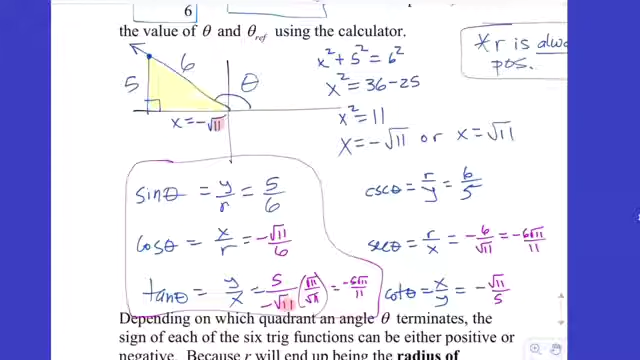 6
the value of θ and θref using the calculator.
6
5
θ
x = -√11
x² + 5² = 6²
x² = 36 - 25
x² = 11
x = -√11 or x = √11
*r is always
pos.
sinθ = y/r = 5/6
cscθ = r/y = 6/5
cosθ = x/r = -√11/6
secθ = r/x = -6/√11 = -6√11/11
tanθ = y/x = 5/-√11 (√11/√11) = -5√11/11
cotθ = x/y = -√11/5
Depending on which quadrant an angle θ terminates, the
sign of each of the six trig functions can be either positive or
negative. Because r will end up being the radius of